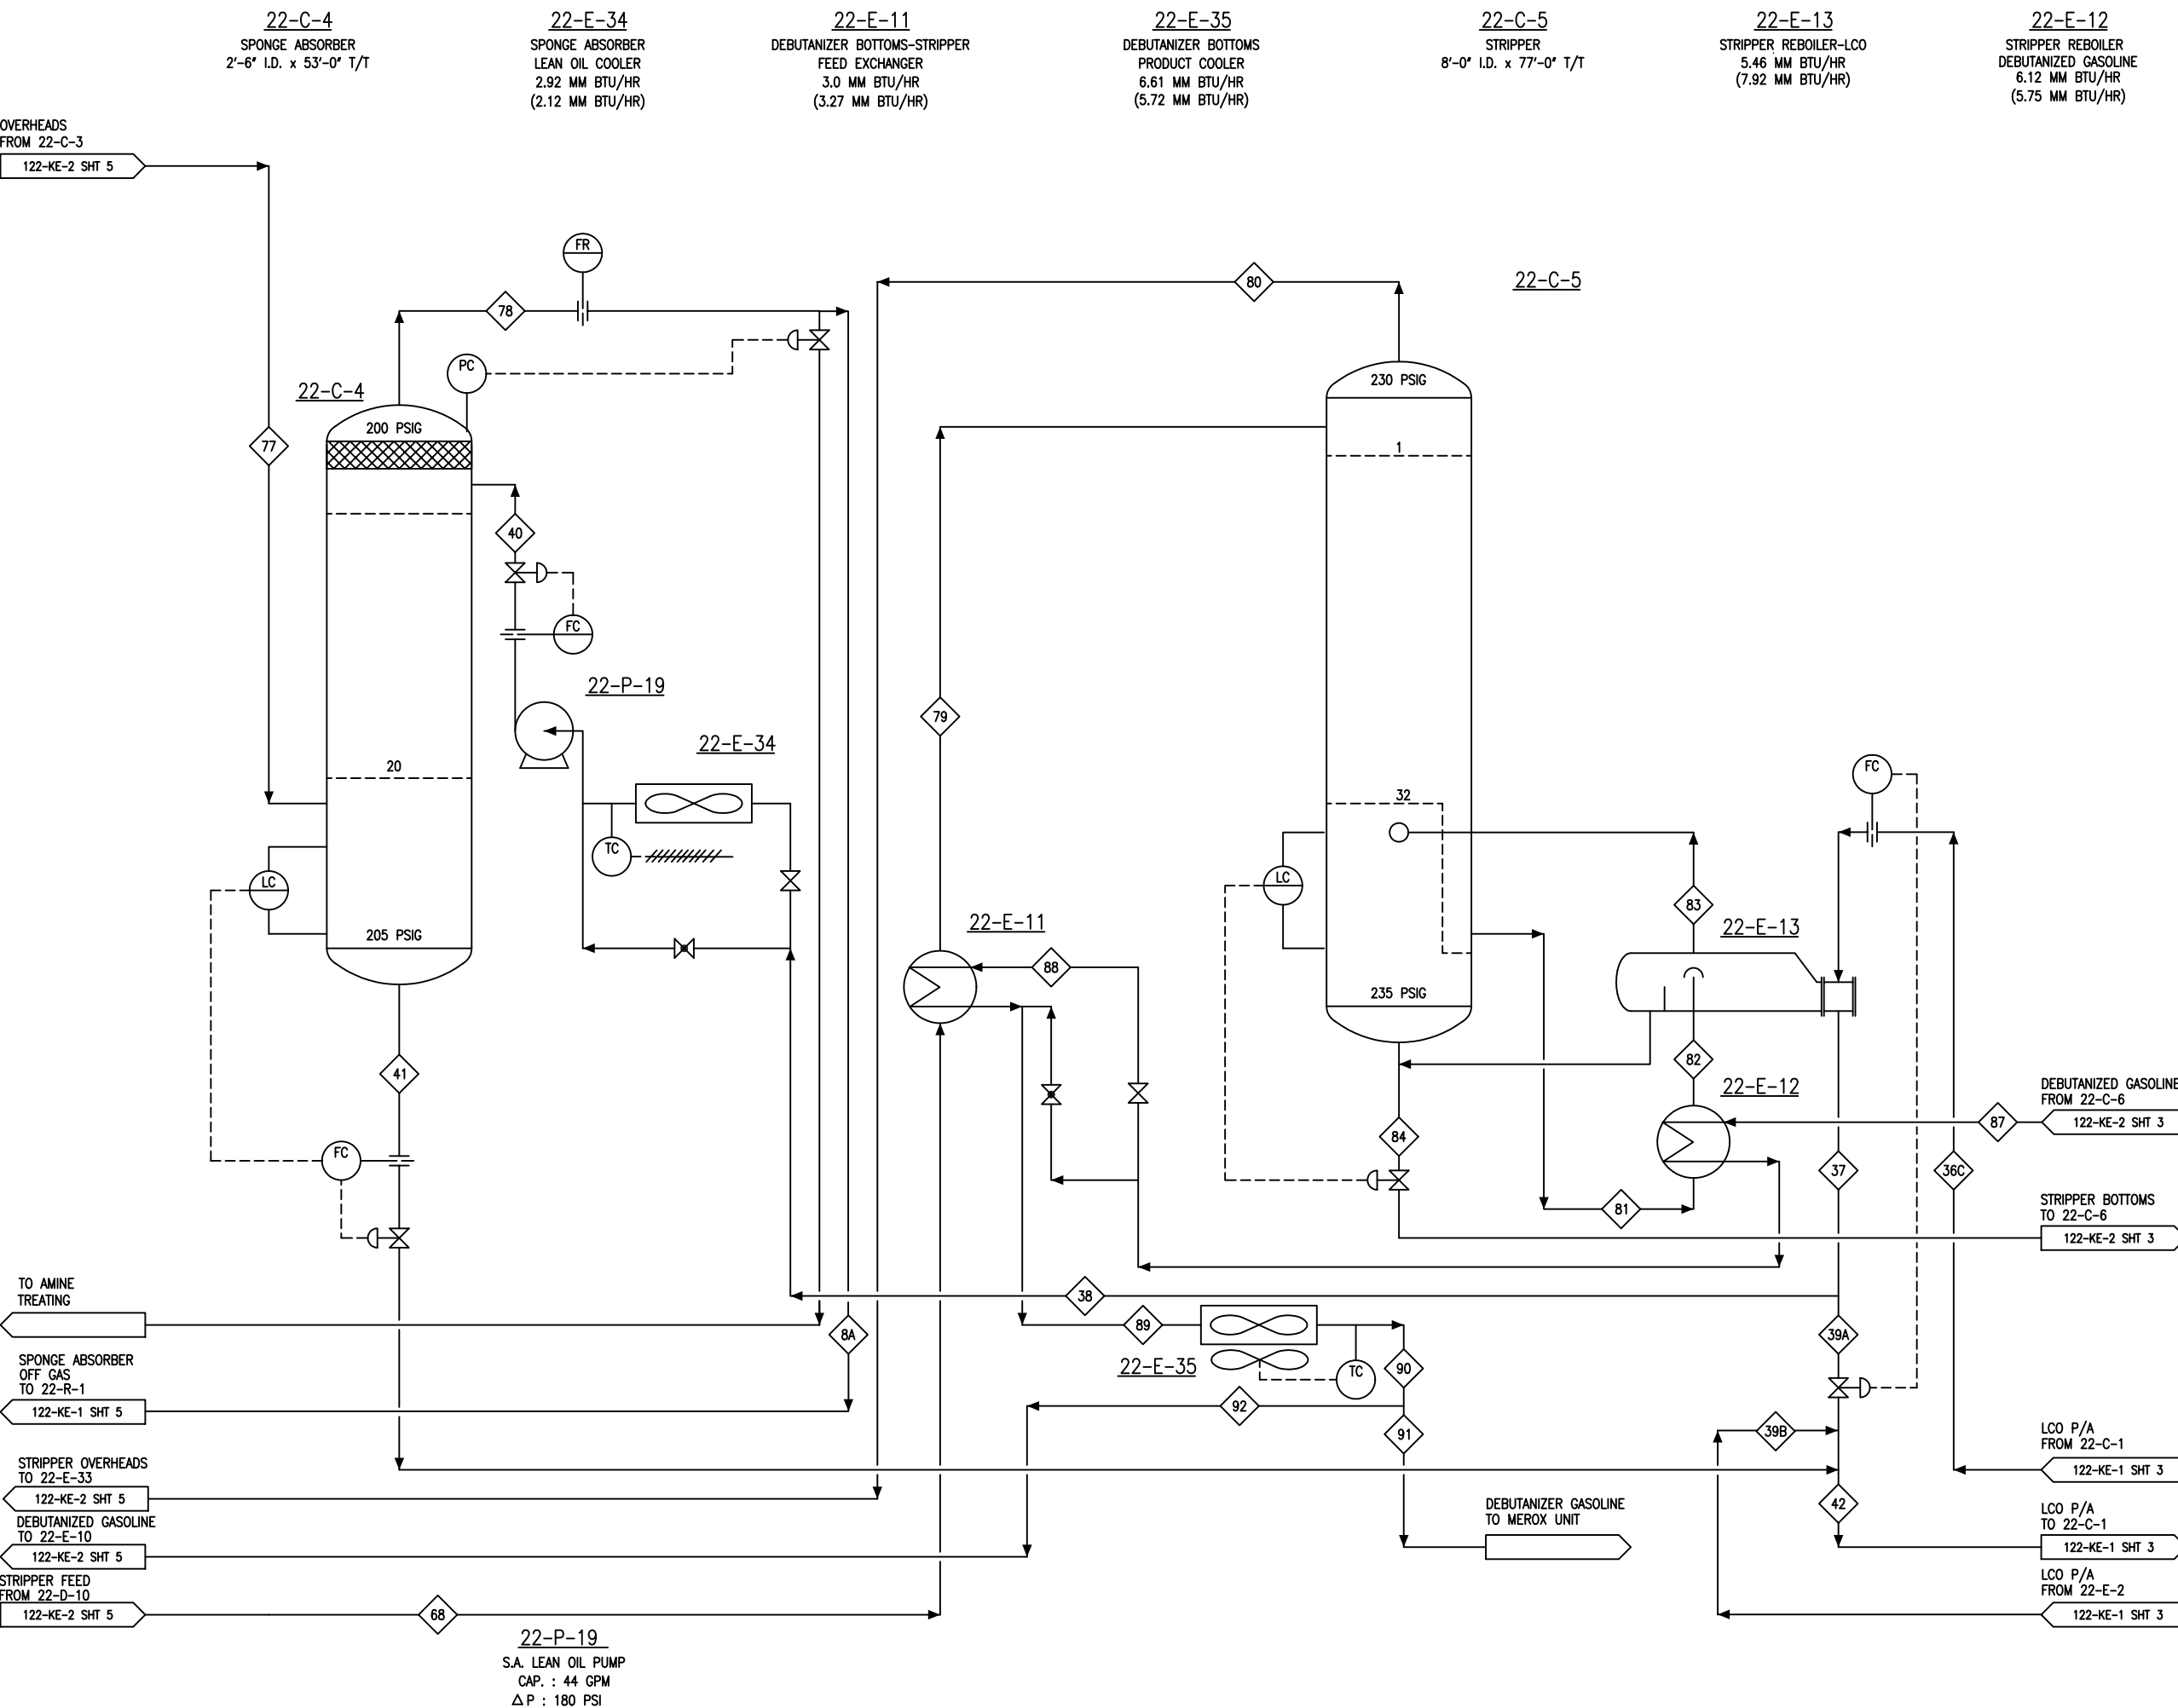 22-C-4
SPONGE ABSORBER
2'-6" I.D. x 53'-0" T/T
22-E-34
SPONGE ABSORBER
LEAN OIL COOLER
2.92 MM BTU/HR
(2.12 MM BTU/HR)
22-E-11
DEBUTANIZER BOTTOMS-STRIPPER
FEED EXCHANGER
3.0 MM BTU/HR
(3.27 MM BTU/HR)
22-E-35
DEBUTANIZER BOTTOMS
PRODUCT COOLER
6.61 MM BTU/HR
(5.72 MM BTU/HR)
22-C-5
STRIPPER
8'-0" I.D. x 77'-0" T/T
22-E-13
STRIPPER REBOILER-LCO
5.46 MM BTU/HR
(7.92 MM BTU/HR)
22-E-12
STRIPPER REBOILER
DEBUTANIZED GASOLINE
6.12 MM BTU/HR
(5.75 MM BTU/HR)
OVERHEADS
FROM 22-C-3
122-KE-2 SHT 5
FR
80
22-C-5
78
PC
230 PSIG
22-C-4
200 PSIG
77
1
40
FC
22-P-19
79
22-E-34
20
FC
32
TC
LC
LC
83
22-E-11
22-E-13
205 PSIG
88
235 PSIG
41
82
22-E-12
DEBUTANIZED GASOLINE
FROM 22-C-6
87
122-KE-2 SHT 3
84
FC
37
36C
STRIPPER BOTTOMS
TO 22-C-6
81
122-KE-2 SHT 3
TO AMINE
TREATING
38
89
8A
39A
SPONGE ABSORBER
OFF GAS
TO 22-R-1
122-KE-1 SHT 5
22-E-35
TC
90
92
91
39B
LCO P/A
FROM 22-C-1
122-KE-1 SHT 3
STRIPPER OVERHEADS
TO 22-E-33
122-KE-2 SHT 5
42
DEBUTANIZER GASOLINE
TO MEROX UNIT
LCO P/A
TO 22-C-1
122-KE-1 SHT 3
DEBUTANIZED GASOLINE
TO 22-E-10
122-KE-2 SHT 5
LCO P/A
FROM 22-E-2
122-KE-1 SHT 3
STRIPPER FEED
FROM 22-D-10
122-KE-2 SHT 5
68
22-P-19
S.A. LEAN OIL PUMP
CAP. : 44 GPM
△ P : 180 PSI